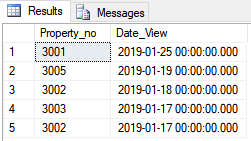 Results Messages
Property_no Date_View
1 3001 2019-01-25 00:00:00.000
2 3005 2019-01-19 00:00:00.000
3 3002 2019-01-18 00:00:00.000
4 3003 2019-01-17 00:00:00.000
5 3002 2019-01-17 00:00:00.000